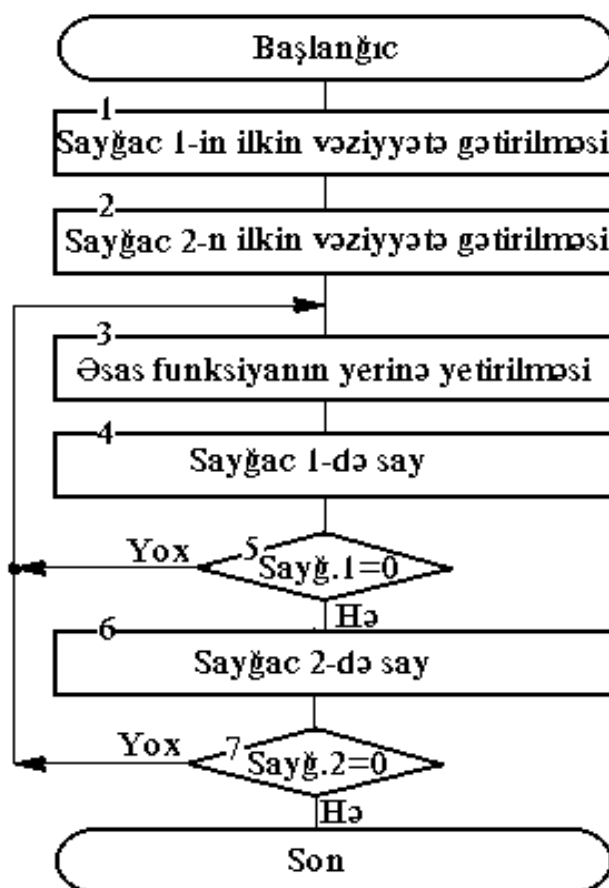 Başlanğıc
1
Sayğac 1-in ilkin vəziyyətə gətirilməsi
2
Sayğac 2-n ilkin vəziyyətə gətirilməsi
3
Əsas funksiyanın yerinə yetirilməsi
4
Sayğac 1-də say
Yox
5
Sayğ.1=0
Hə
6
Sayğac 2-də say
Yox
7
Sayğ.2=0
Hə
Son